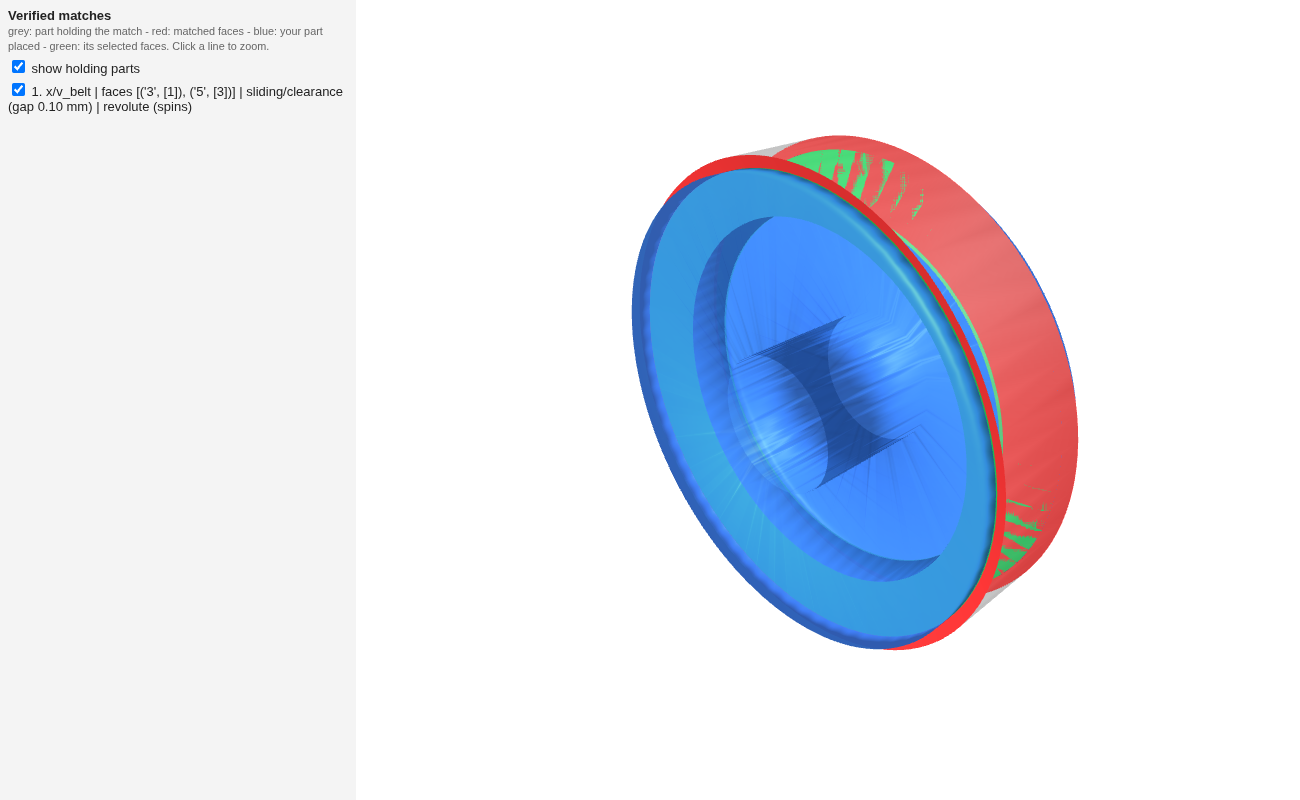 Verified matches
grey: part holding the match - red: matched faces - blue: your part
placed - green: its selected faces. Click a line to zoom.
show holding parts
1. x/v_belt | faces [('3', [1]), ('5', [3])] | sliding/clearance
(gap 0.10 mm) | revolute (spins)